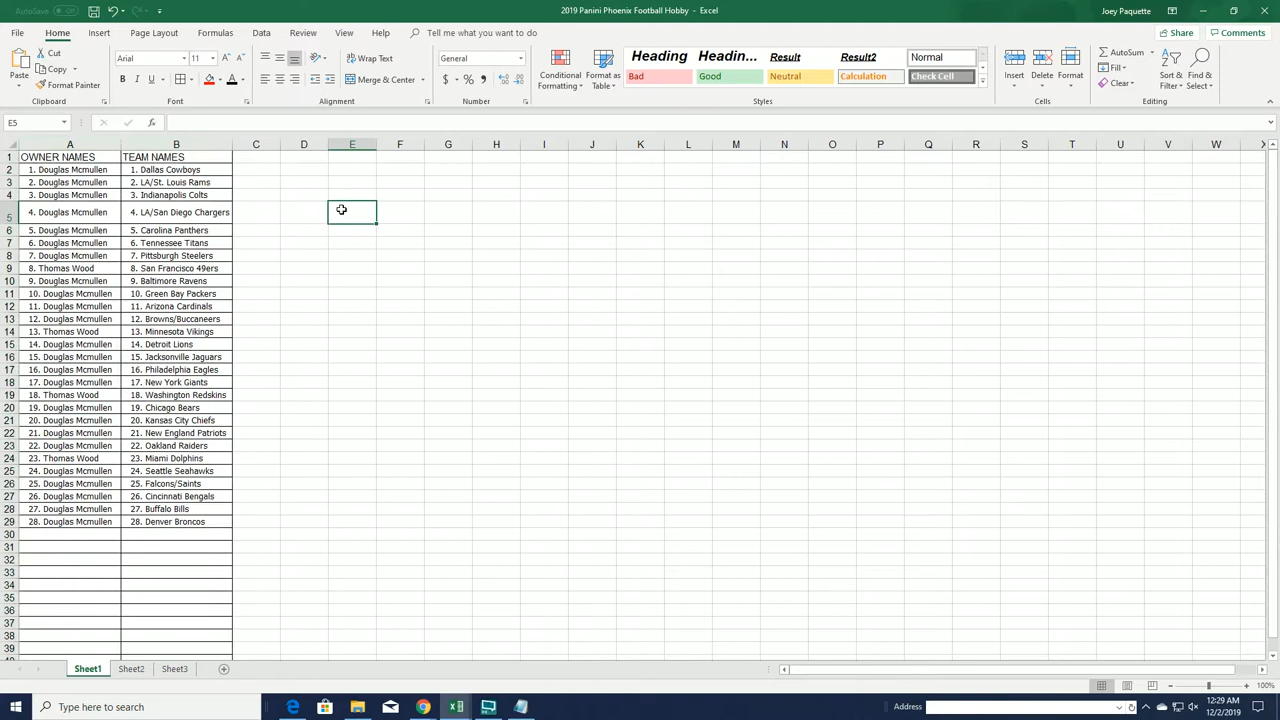 AutoSave Off
2019 Panini Phoenix Football Hobby - Excel
Joey Paquette
File Home Insert Page Layout Formulas Data Review View Help Tell me what you want to do
Share Comments
Paste
Cut
Copy
Format Painter
Clipboard
Arial 11
B I U
Font
Wrap Text
Merge & Center
Alignment
General
$ % ,
Number
Conditional Formatting
Format as Table
Heading Headin... Result Result2 Normal
Bad Good Neutral Calculation Check Cell
Styles
Insert Delete Format
Cells
AutoSum
Fill
Clear
Sort & Filter
Find & Select
Editing
E5
fx
A B C D E F G H I J K L M N O P Q R S T U V W X
1 OWNER NAMES TEAM NAMES
2 1. Douglas Mcmullen 1. Dallas Cowboys
3 2. Douglas Mcmullen 2. LA/St. Louis Rams
4 3. Douglas Mcmullen 3. Indianapolis Colts
5 4. Douglas Mcmullen 4. LA/San Diego Chargers
6 5. Douglas Mcmullen 5. Carolina Panthers
7 6. Douglas Mcmullen 6. Tennessee Titans
8 7. Douglas Mcmullen 7. Pittsburgh Steelers
9 8. Thomas Wood 8. San Francisco 49ers
10 9. Douglas Mcmullen 9. Baltimore Ravens
11 10. Douglas Mcmullen 10. Green Bay Packers
12 11. Douglas Mcmullen 11. Arizona Cardinals
13 12. Douglas Mcmullen 12. Browns/Buccaneers
14 13. Thomas Wood 13. Minnesota Vikings
15 14. Douglas Mcmullen 14. Detroit Lions
16 15. Douglas Mcmullen 15. Jacksonville Jaguars
17 16. Douglas Mcmullen 16. Philadelphia Eagles
18 17. Douglas Mcmullen 17. New York Giants
19 18. Thomas Wood 18. Washington Redskins
20 19. Douglas Mcmullen 19. Chicago Bears
21 20. Douglas Mcmullen 20. Kansas City Chiefs
22 21. Douglas Mcmullen 21. New England Patriots
23 22. Douglas Mcmullen 22. Oakland Raiders
24 23. Thomas Wood 23. Miami Dolphins
25 24. Douglas Mcmullen 24. Seattle Seahawks
26 25. Douglas Mcmullen 25. Falcons/Saints
27 26. Douglas Mcmullen 26. Cincinnati Bengals
28 27. Douglas Mcmullen 27. Buffalo Bills
29 28. Douglas Mcmullen 28. Denver Broncos
30
31
32
33
34
35
36
37
38
39
Sheet1 Sheet2 Sheet3
100%
Type here to search
Address
12:29 AM
12/2/2019